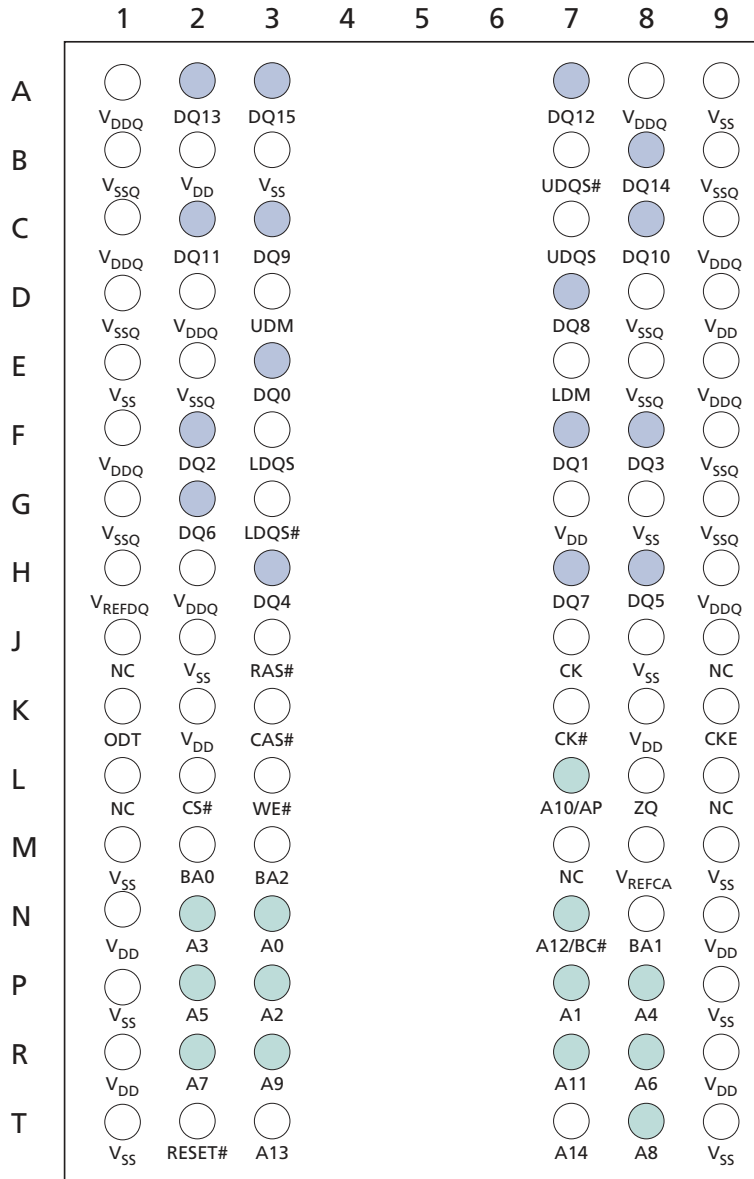 1 2 3 4 5 6 7 8 9
A
VDDQ DQ13 DQ15 DQ12 VDDQ VSS
B
VSSQ VDD VSS UDQS# DQ14 VSSQ
C
VDDQ DQ11 DQ9 UDQS DQ10 VDDQ
D
VSSQ VDDQ UDM DQ8 VSSQ VDD
E
VSS VSSQ DQ0 LDM VSSQ VDDQ
F
VDDQ DQ2 LDQS DQ1 DQ3 VSSQ
G
VSSQ DQ6 LDQS# VDD VSS VSSQ
H
VREFDQ VDDQ DQ4 DQ7 DQ5 VDDQ
J
NC VSS RAS# CK VSS NC
K
ODT VDD CAS# CK# VDD CKE
L
NC CS# WE# A10/AP ZQ NC
M
VSS BA0 BA2 NC VREFCA VSS
N
VDD A3 A0 A12/BC# BA1 VDD
P
VSS A5 A2 A1 A4 VSS
R
VDD A7 A9 A11 A6 VDD
T
VSS RESET# A13 A14 A8 VSS